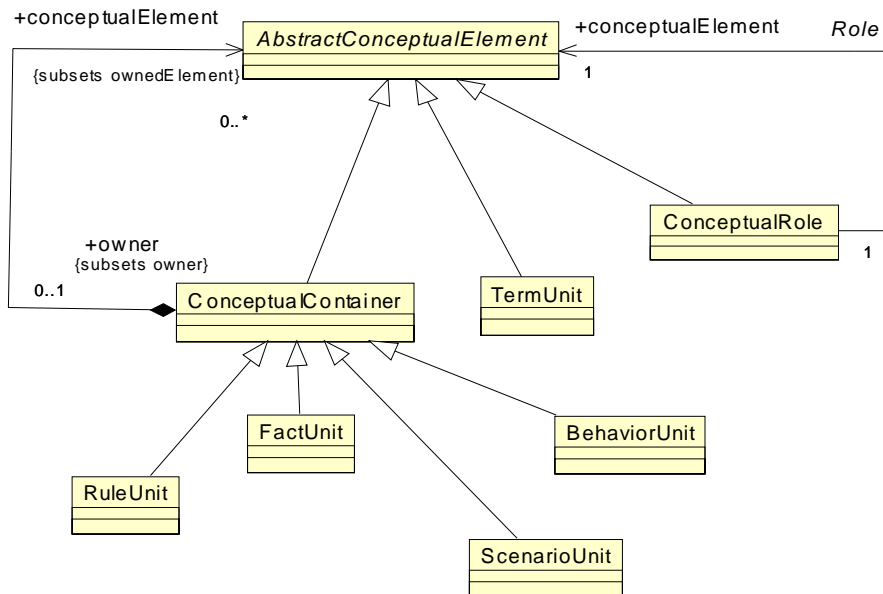 +conceptualElement
AbstractConceptualElement
+conceptualElement
Role
{subsets ownedElement}
1
0..*
ConceptualRole
+owner
{subsets owner}
1
0..1
ConceptualContainer
TermUnit
FactUnit
BehaviorUnit
RuleUnit
ScenarioUnit